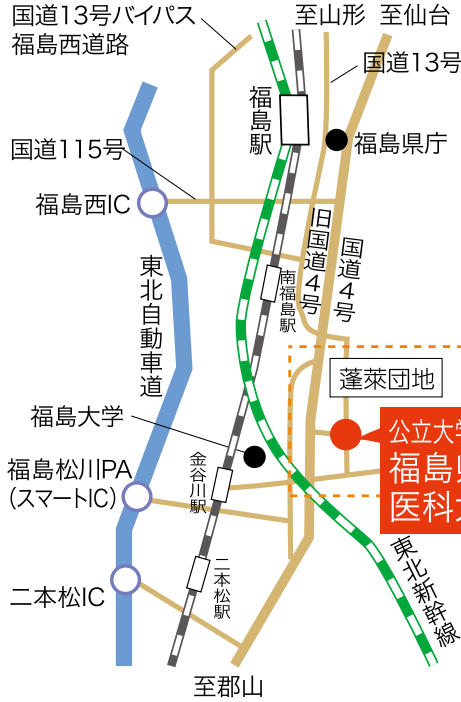 国道13号バイパス
福島西道路
至山形 至仙台
国道13号
福島駅
福島県庁
国道115号
福島西IC
旧国道4号
国道4号
東北自動車道
南福島駅
蓬萊団地
福島大学
公立大学
福島県
医科大
金谷川駅
福島松川PA
（スマートIC）
二本松駅
二本松IC
東北新幹線
至郡山